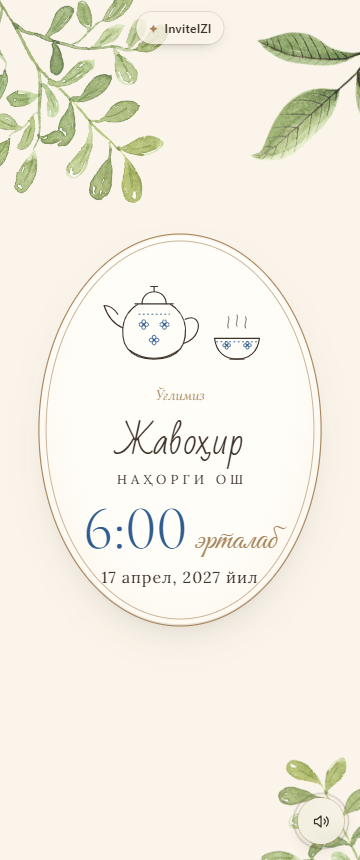 InviteIZI
Ўғлимиз
Жавоҳир
НАҲОРГИ ОШ
6:00 эрталаб
17 апрел, 2027 йил